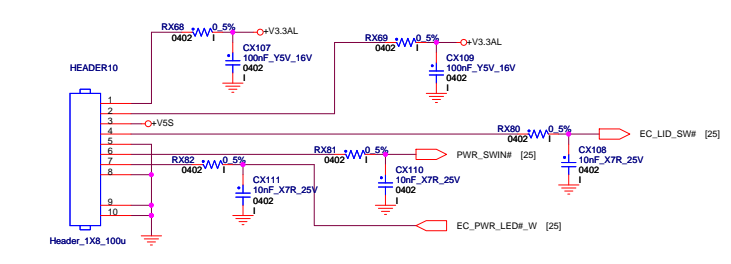 RX68 0_5%
0402 I
+V3.3AL
CX107
100nF_Y5V_16V
0402
I
RX69 0_5%
0402 I
+V3.3AL
CX109
100nF_Y5V_16V
0402
I
HEADER10
1
2
3
4
5
6
7
8
9
10
+V5S
RX80 0_5%
0402 I
EC_LID_SW# [25]
CX108
10nF_X7R_25V
0402
I
RX81 0_5%
0402 I
PWR_SWIN# [25]
CX110
10nF_X7R_25V
0402
I
RX82 0_5%
0402 I
CX111
10nF_X7R_25V
0402
I
EC_PWR_LED#_W [25]
Header_1X8_100u